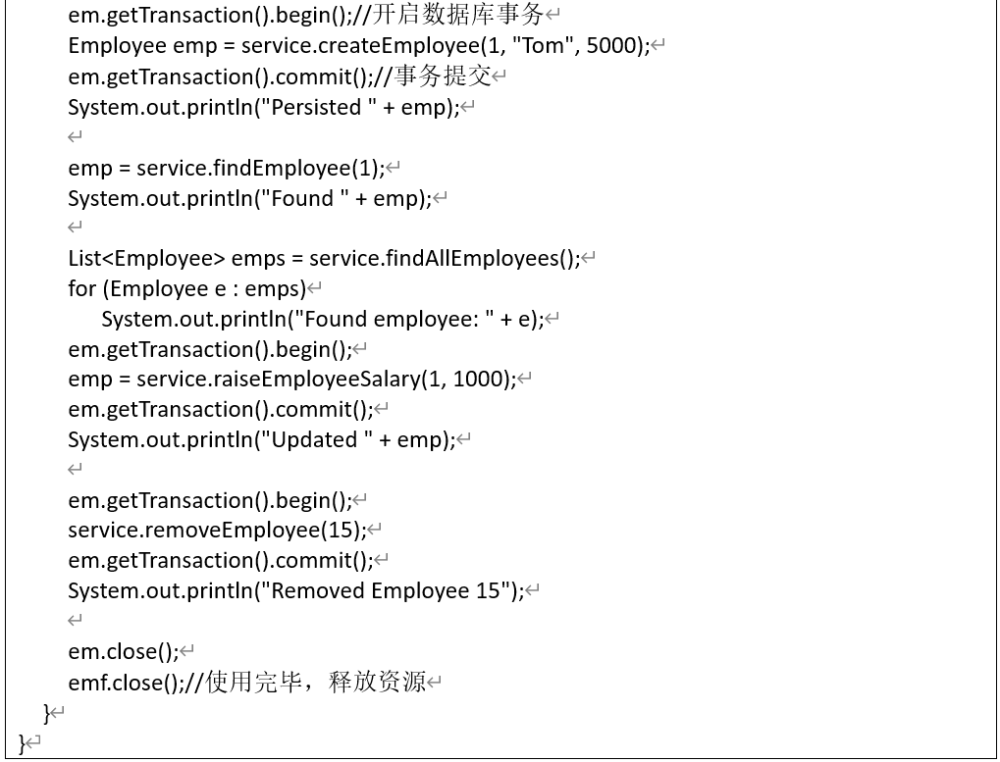 em.getTransaction().begin();//开启数据库事务↵
Employee emp = service.createEmployee(1, "Tom", 5000);↵
em.getTransaction().commit();//事务提交↵
System.out.println("Persisted " + emp);↵
↵
emp = service.findEmployee(1);↵
System.out.println("Found " + emp);↵
↵
List<Employee> emps = service.findAllEmployees();↵
for (Employee e : emps)↵
System.out.println("Found employee: " + e);↵
em.getTransaction().begin();↵
emp = service.raiseEmployeeSalary(1, 1000);↵
em.getTransaction().commit();↵
System.out.println("Updated " + emp);↵
↵
em.getTransaction().begin();↵
service.removeEmployee(15);↵
em.getTransaction().commit();↵
System.out.println("Removed Employee 15");↵
↵
em.close();↵
emf.close();//使用完毕，释放资源↵
}↵
}↵